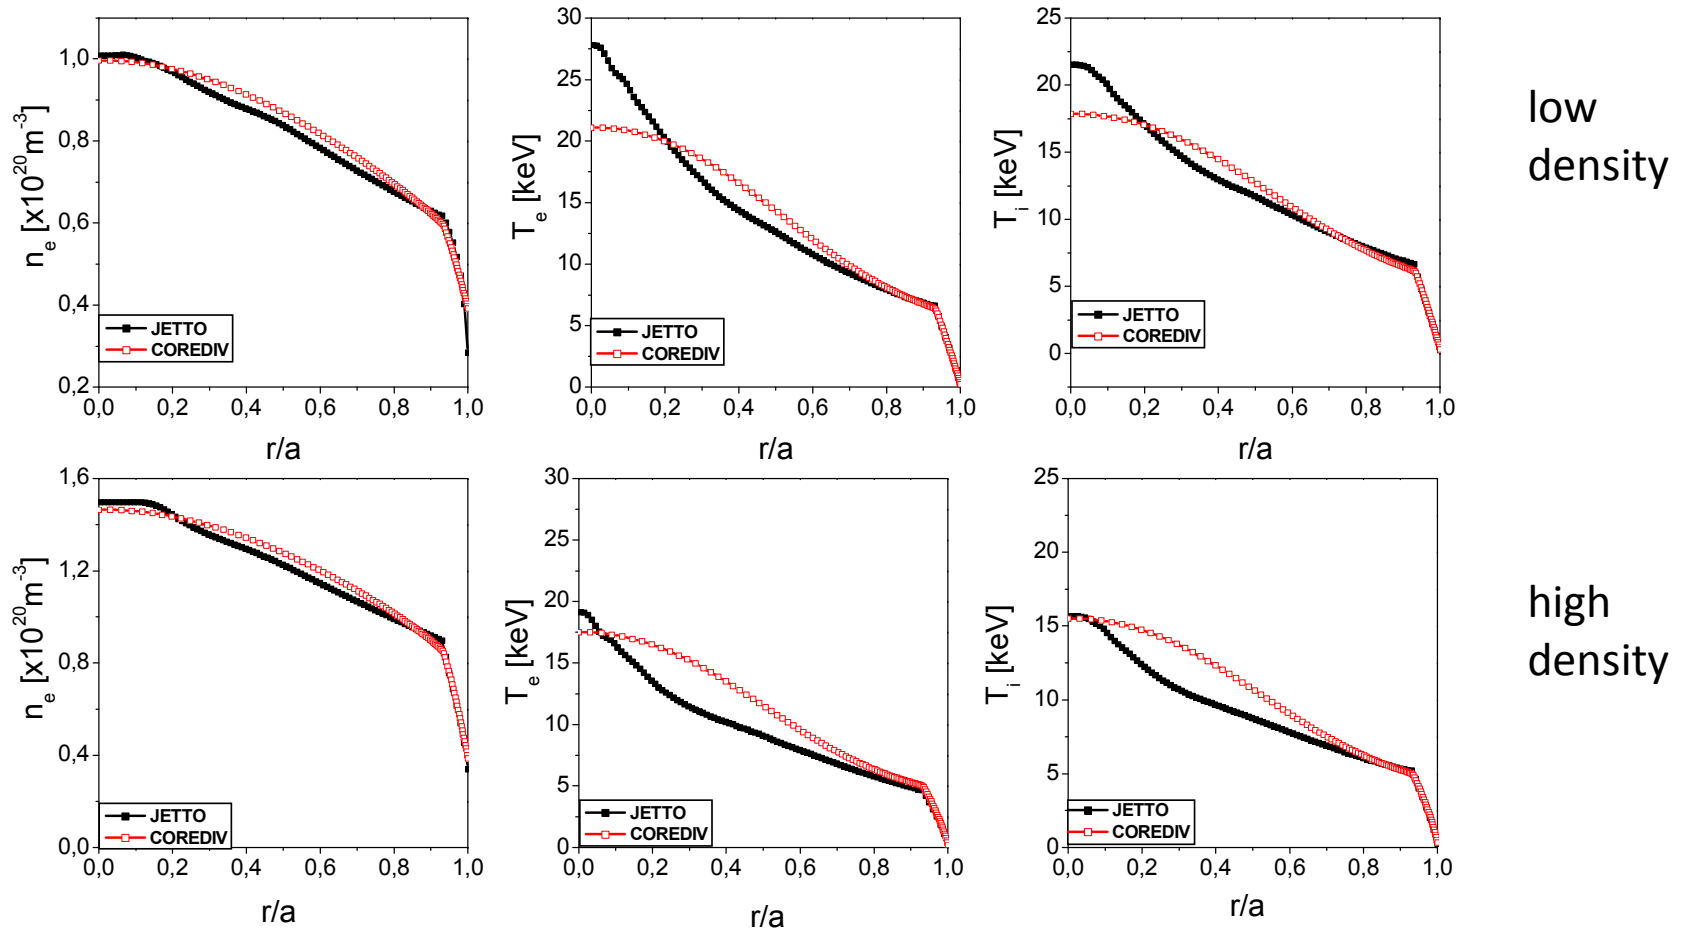 30
25
20
15
10
5
0
T_e [keV]
0,0 0,2 0,4 0,6 0,8 1,0
r/a
JETTO
COREDIV
1,0
0,8
0,6
0,4
0,2
n_e [x10^20 m^-3]
0,0 0,2 0,4 0,6 0,8 1,0
r/a
JETTO
COREDIV
25
20
15
10
5
0
T_i [keV]
0,0 0,2 0,4 0,6 0,8 1,0
r/a
JETTO
COREDIV
low
density
1,6
1,2
0,8
0,4
0,0
n_e [x10^20 m^-3]
0,0 0,2 0,4 0,6 0,8 1,0
r/a
JETTO
COREDIV
30
25
20
15
10
5
0
T_e [keV]
0,0 0,2 0,4 0,6 0,8 1,0
r/a
JETTO
COREDIV
25
20
15
10
5
0
T_i [keV]
0,0 0,2 0,4 0,6 0,8 1,0
r/a
JETTO
COREDIV
high
density